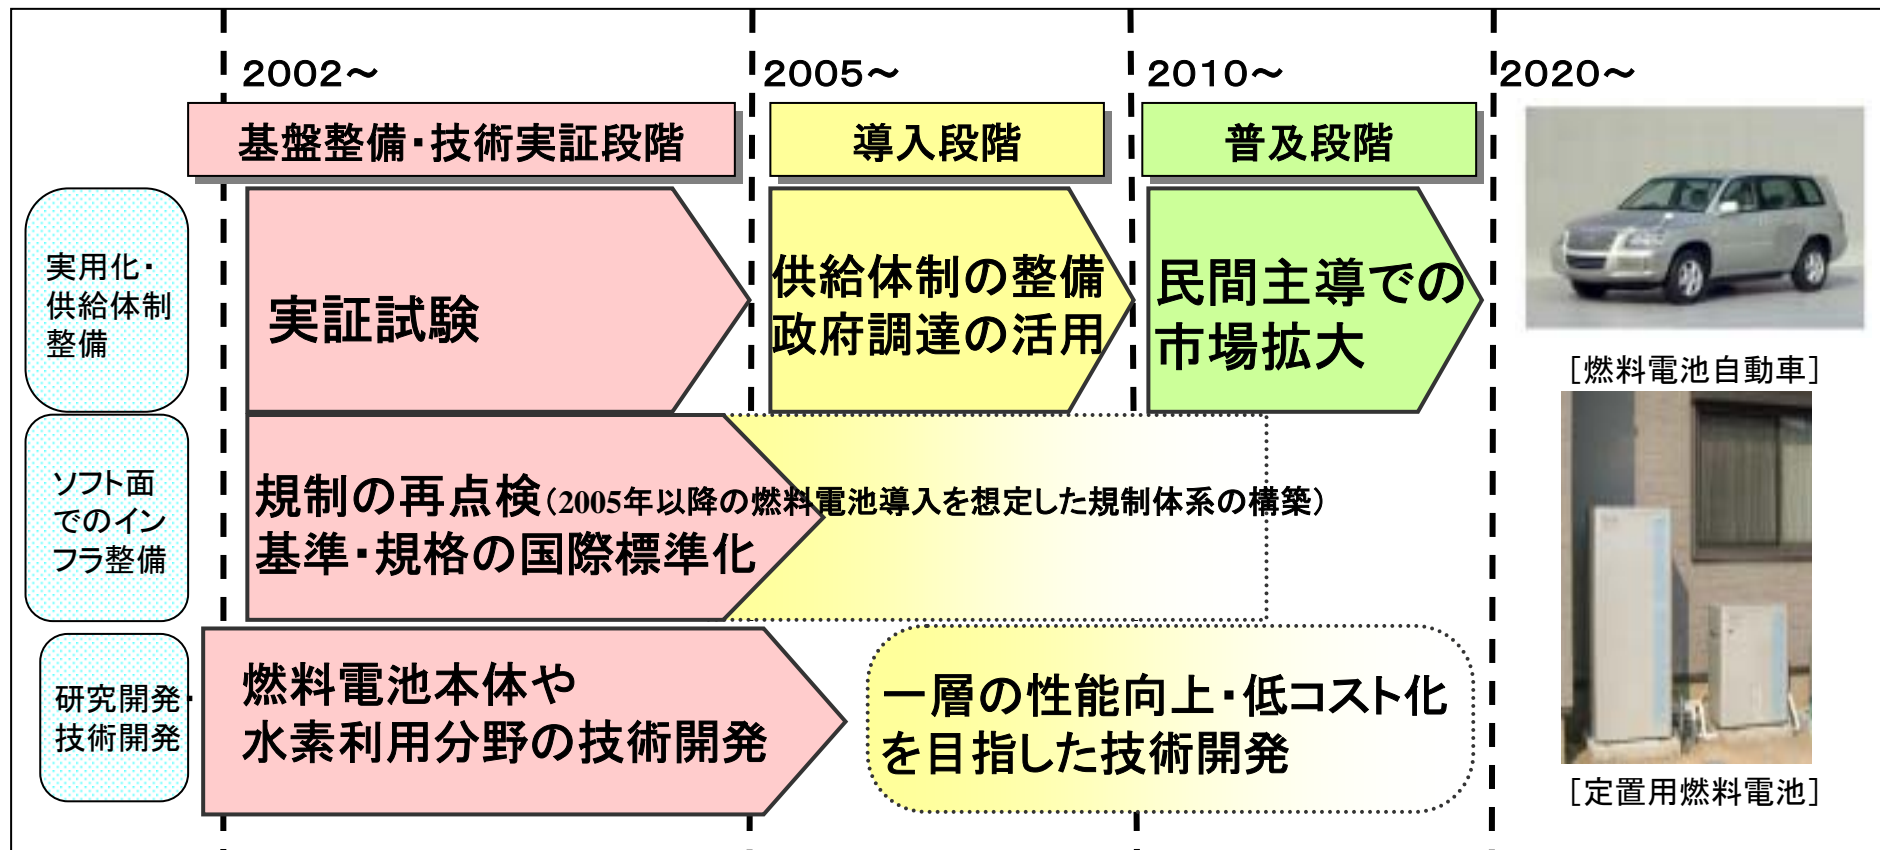 2002～
2005～
2010～
2020～
基盤整備・技術実証段階
導入段階
普及段階
実用化・
供給体制
整備
実証試験
供給体制の整備
政府調達の活用
民間主導での
市場拡大
［燃料電池自動車］
ソフト面
でのイン
フラ整備
規制の再点検（2005年以降の燃料電池導入を想定した規制体系の構築）
基準・規格の国際標準化
研究開発・
技術開発
燃料電池本体や
水素利用分野の技術開発
一層の性能向上・低コスト化
を目指した技術開発
［定置用燃料電池］